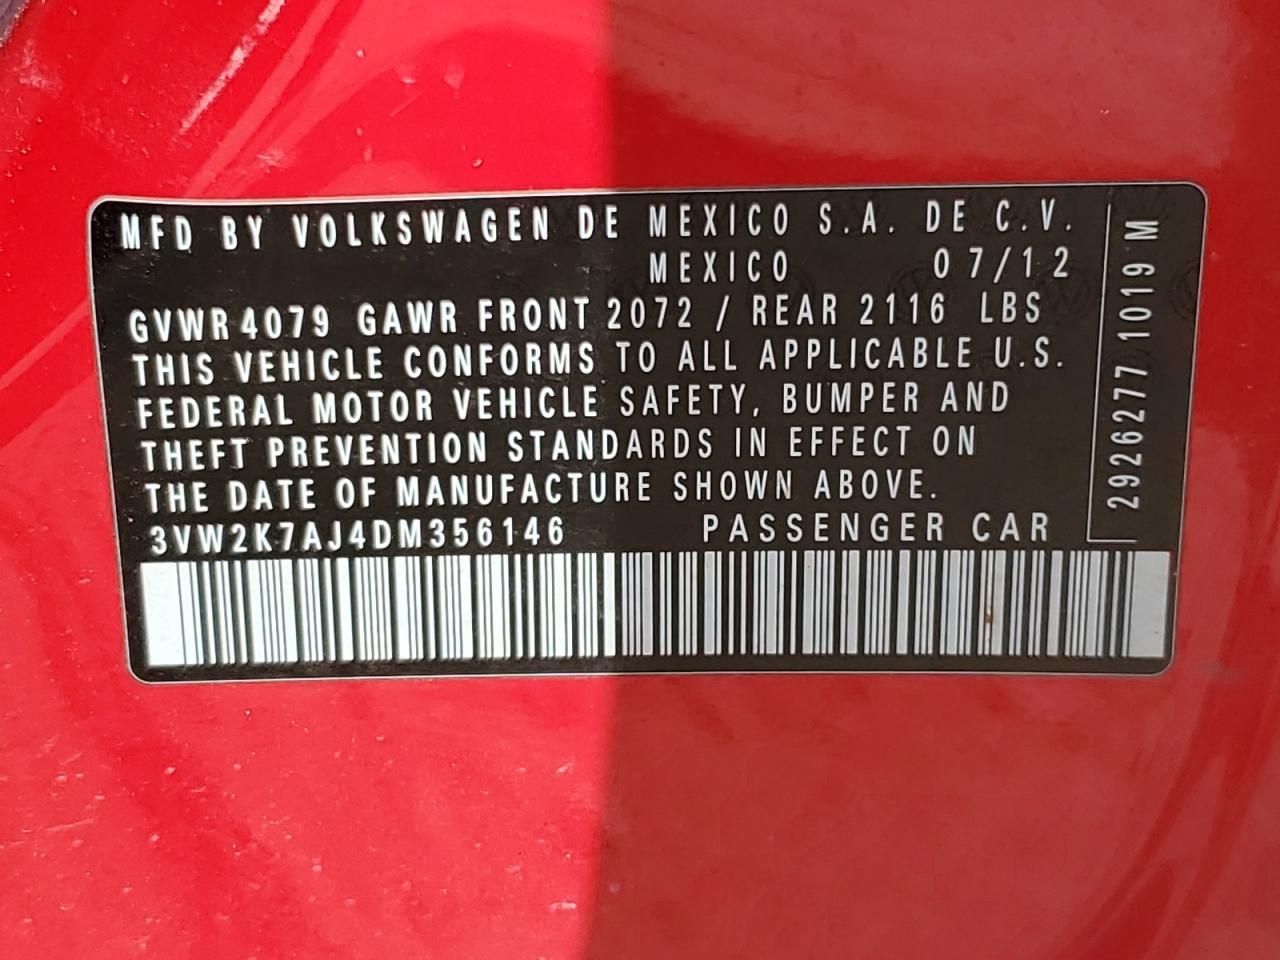 MFD BY VOLKSWAGEN DE MEXICO S.A. DE C.V.
MEXICO 07/12
GVWR 4079 GAWR FRONT 2072 / REAR 2116 LBS
THIS VEHICLE CONFORMS TO ALL APPLICABLE U.S.
FEDERAL MOTOR VEHICLE SAFETY, BUMPER AND
THEFT PREVENTION STANDARDS IN EFFECT ON
THE DATE OF MANUFACTURE SHOWN ABOVE.
3VW2K7AJ4DM356146 PASSENGER CAR
2926277 1019 M